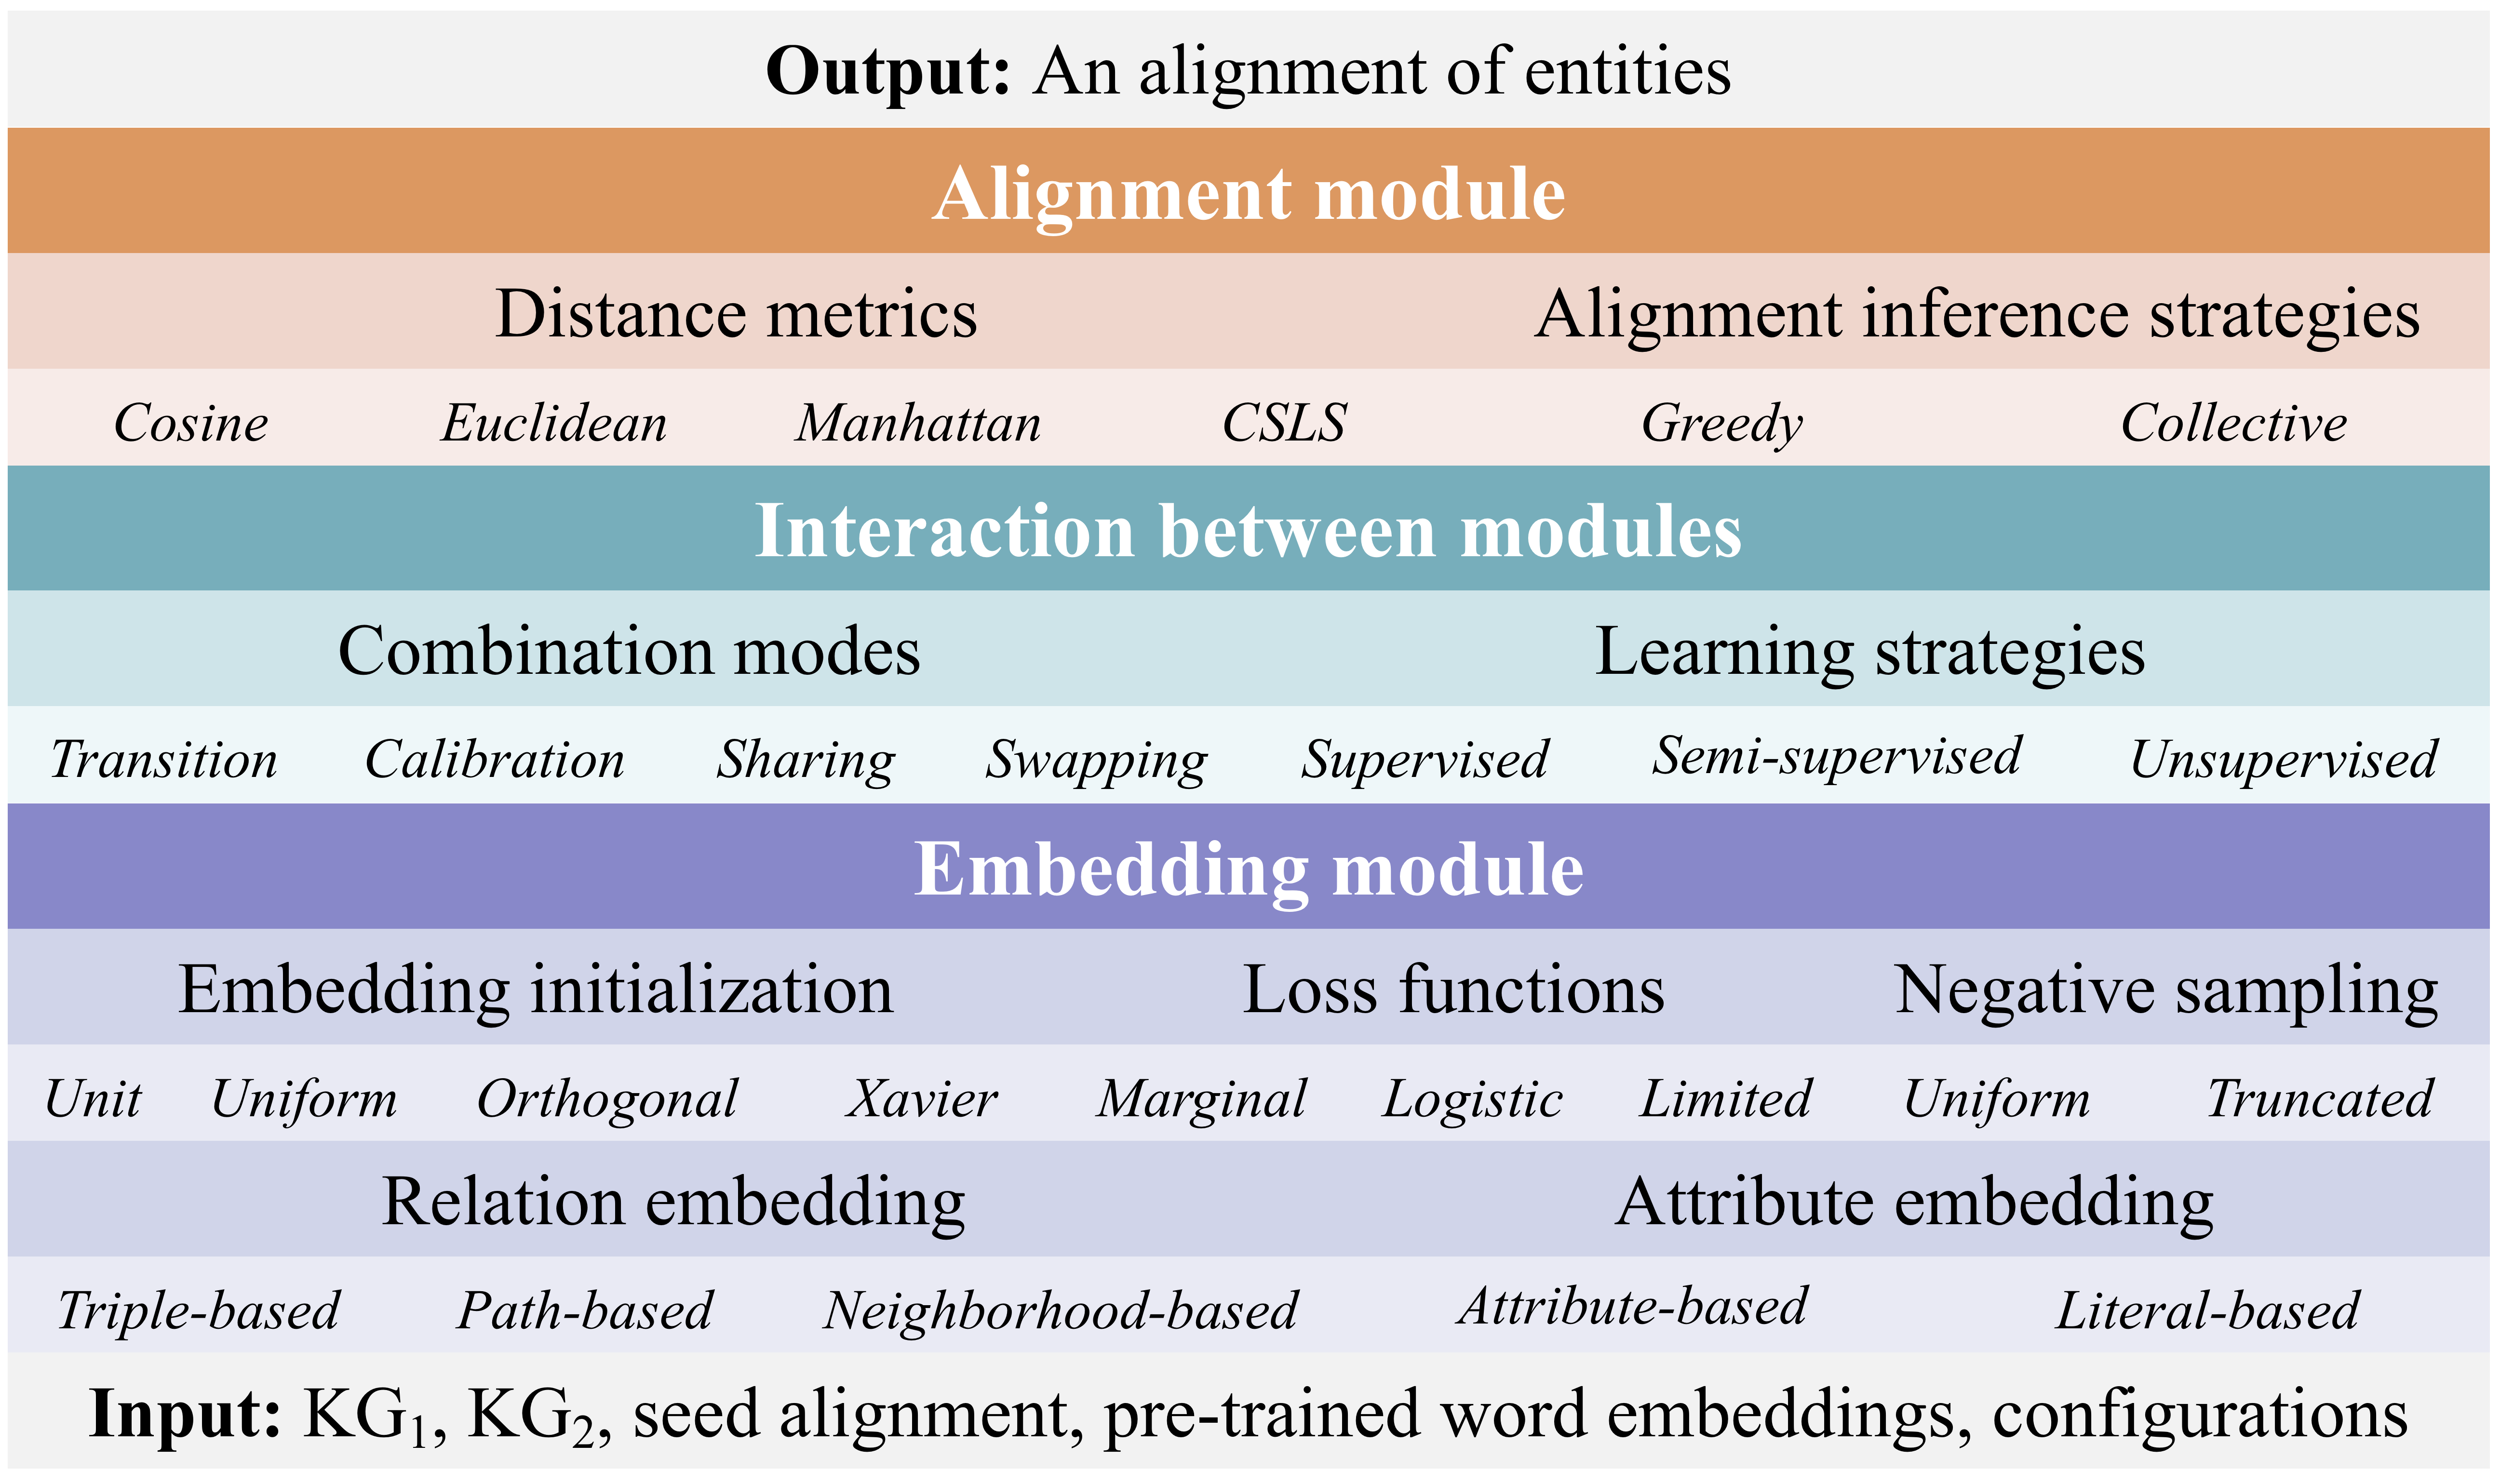 Output: An alignment of entities
Alignment module
Distance metrics Alignment inference strategies
Cosine Euclidean Manhattan CSLS Greedy Collective
Interaction between modules
Combination modes Learning strategies
Transition Calibration Sharing Swapping Supervised Semi-supervised Unsupervised
Embedding module
Embedding initialization Loss functions Negative sampling
Unit Uniform Orthogonal Xavier Marginal Logistic Limited Uniform Truncated
Relation embedding Attribute embedding
Triple-based Path-based Neighborhood-based Attribute-based Literal-based
Input: KG₁, KG₂, seed alignment, pre-trained word embeddings, configurations